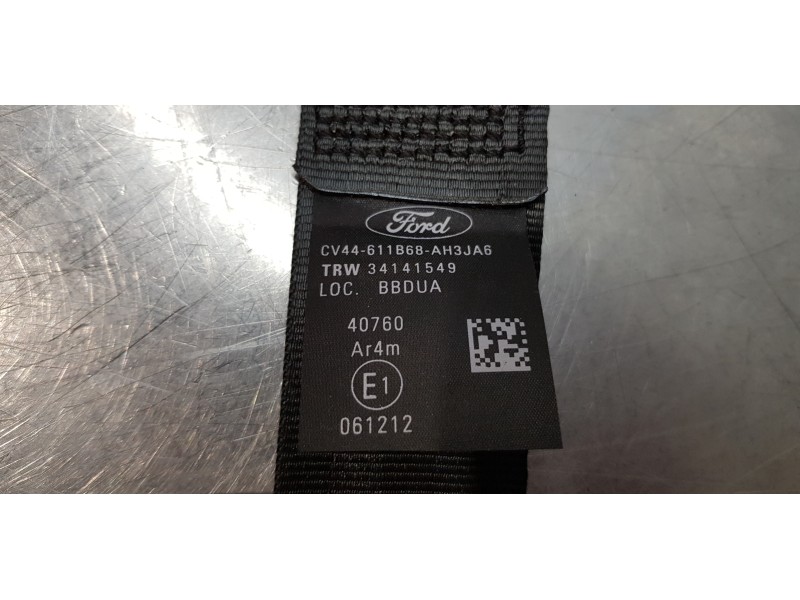 Ford
CV44-611B68-AH3JA6
TRW 34141549
LOC. BBDUA
40760
Ar4m
E1
061212